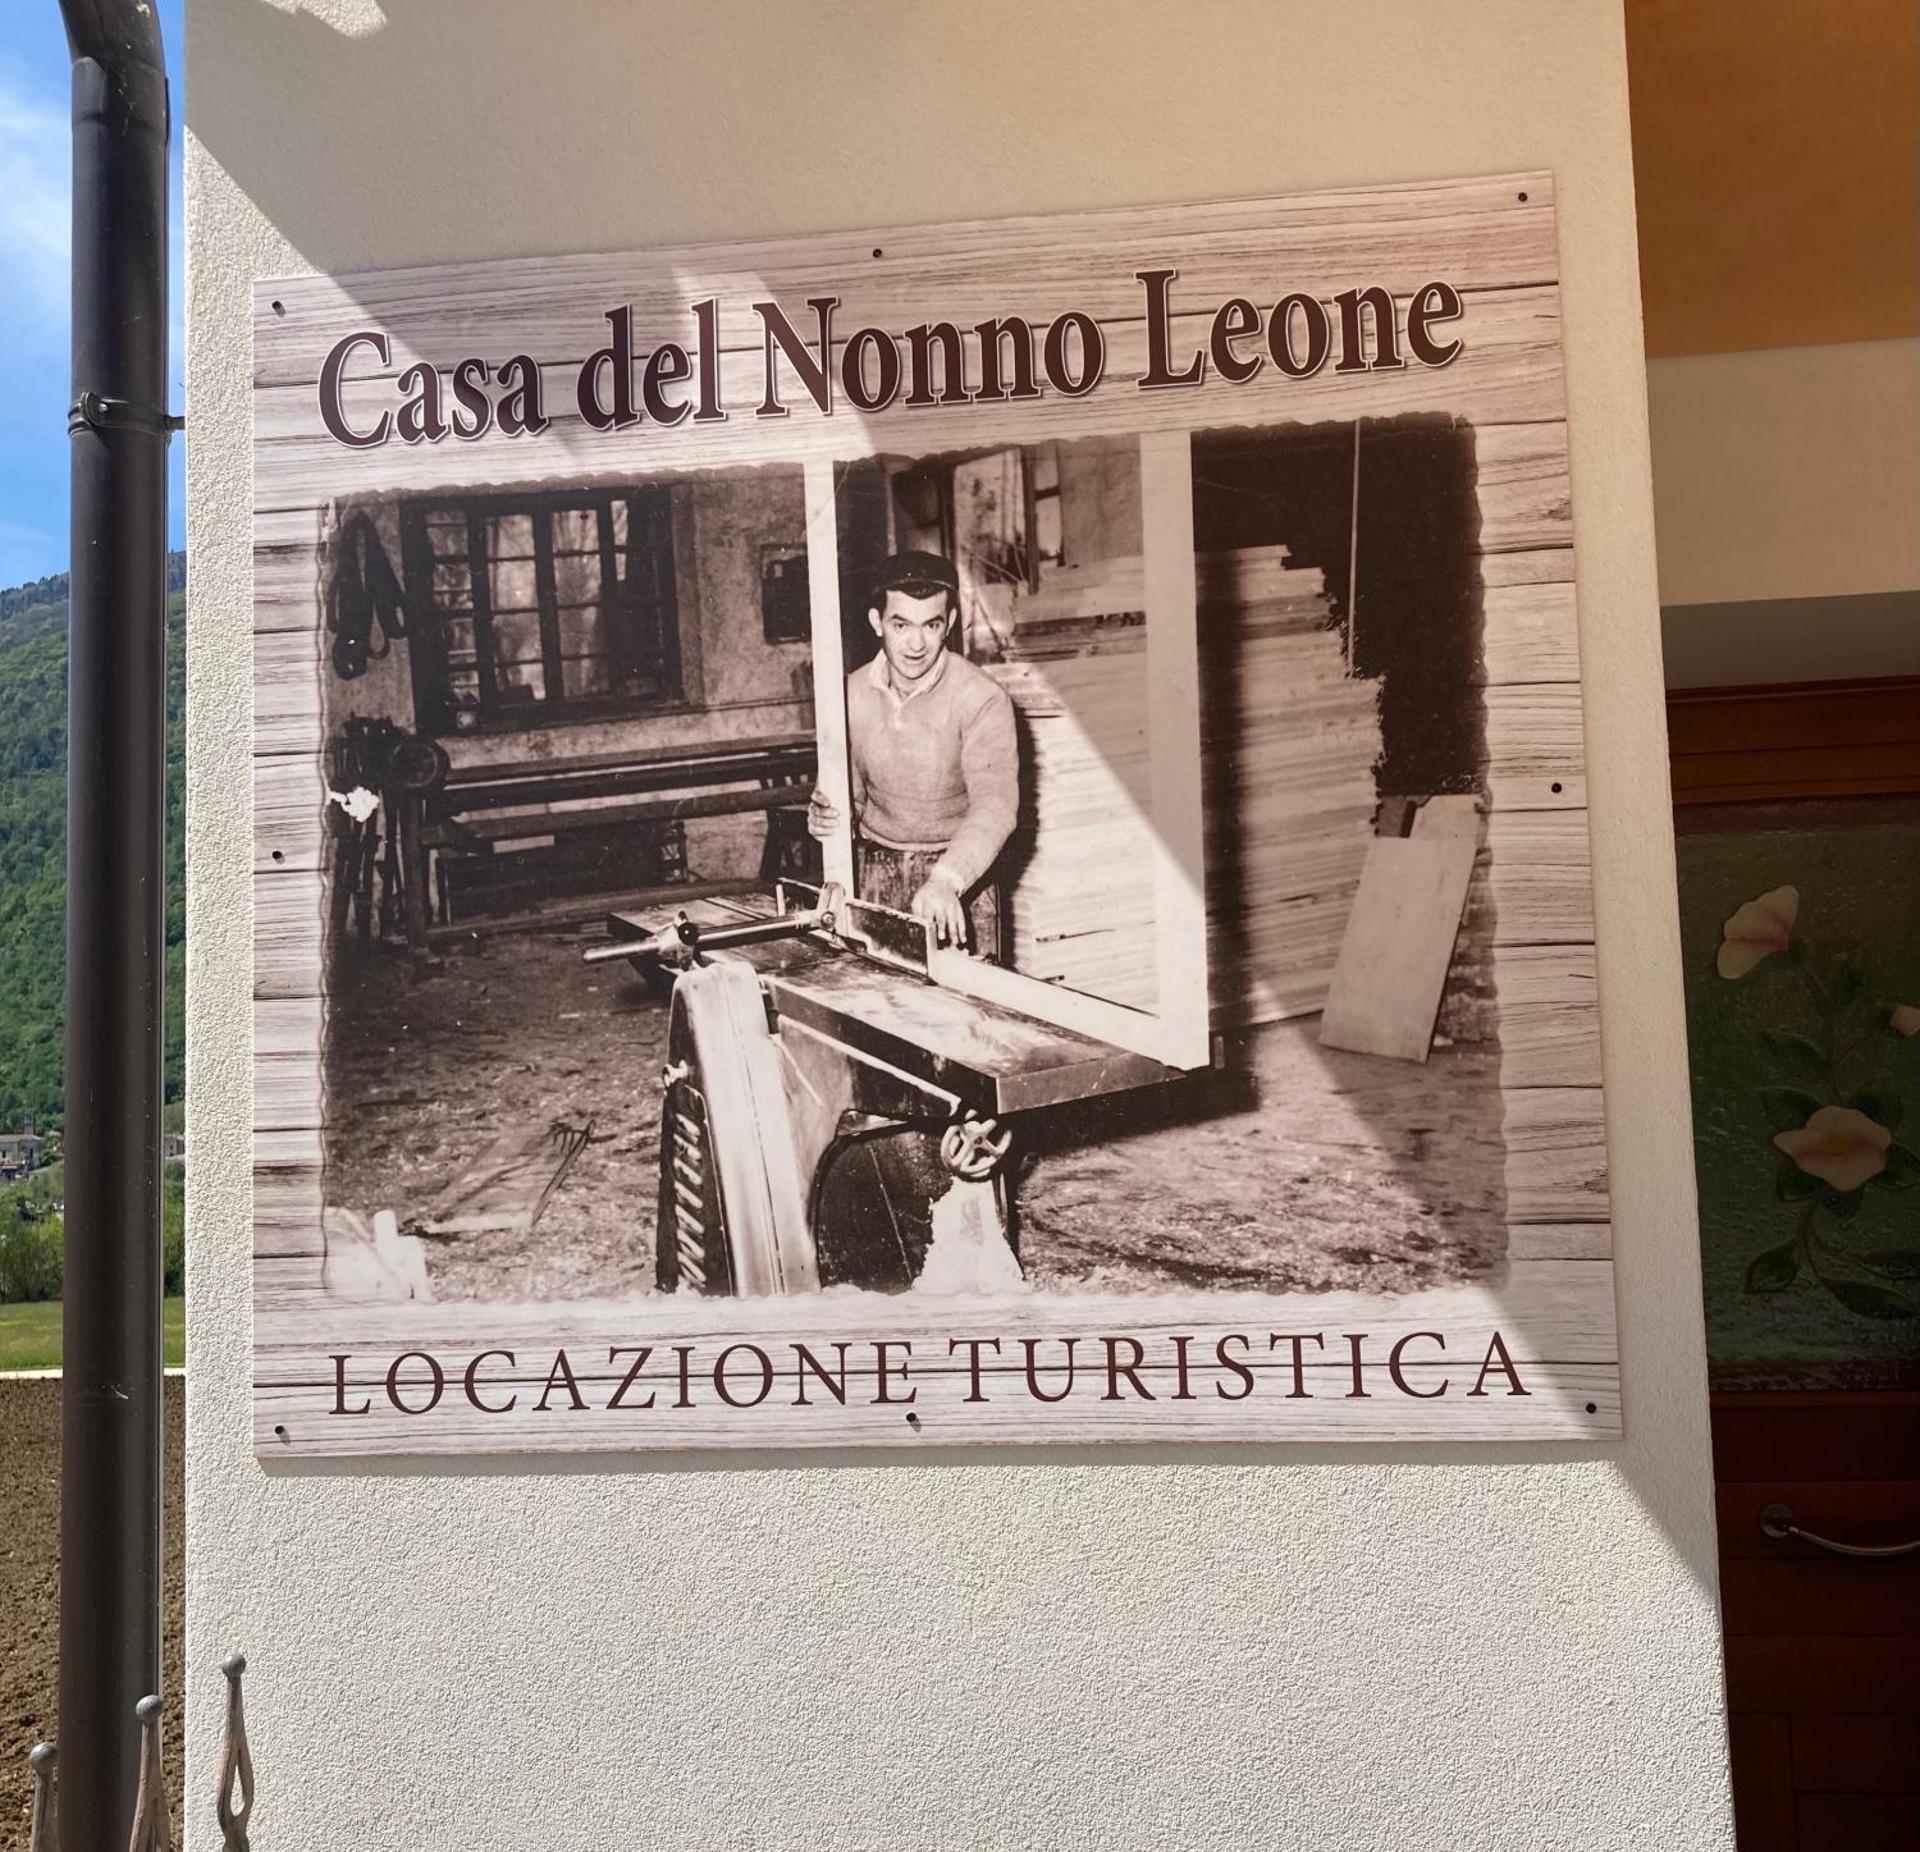 Casa del Nonno Leone
LOCAZIONE TURISTICA